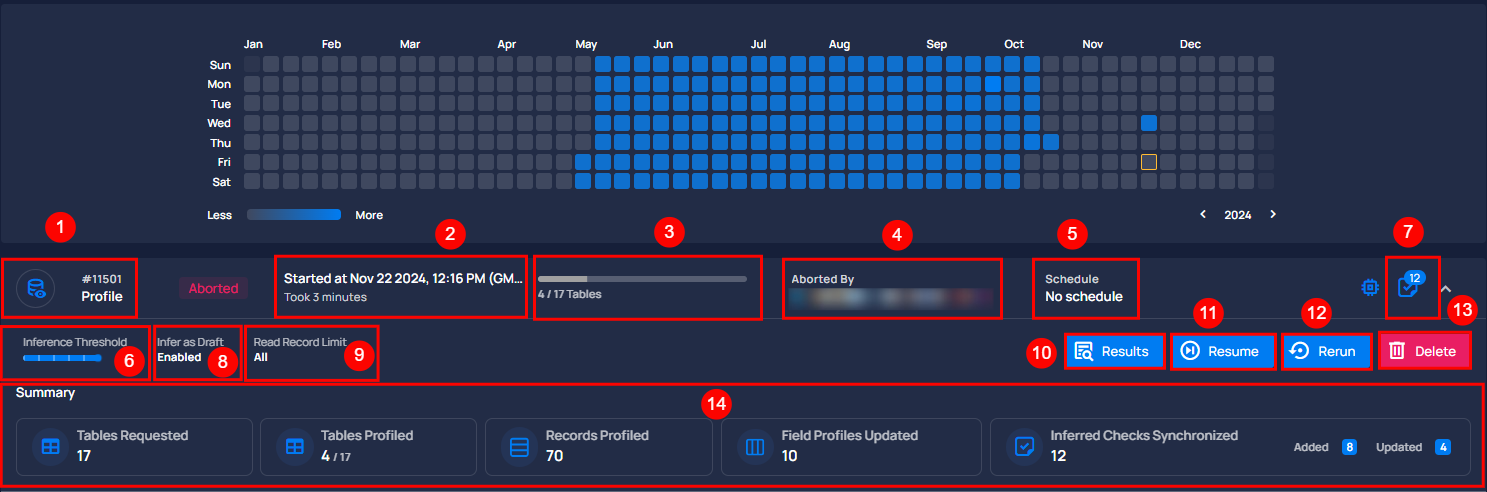 Jan Feb Mar Apr May Jun Jul Aug Sep Oct Nov Dec
Sun
Mon
Tue
Wed
Thu
Fri
Sat
Less More 2024
1 2 3 4 5 7
#11501
Profile
Aborted
Started at Nov 22 2024, 12:16 PM (GM...
Took 3 minutes
4 / 17 Tables
Aborted By
Schedule
No schedule
12
11 12 13
Inference Threshold
6
Infer as Draft
Enabled
8
Read Record Limit
All
9
10 Results Resume Rerun Delete
Summary
14
Tables Requested
17
Tables Profiled
4 / 17
Records Profiled
70
Field Profiles Updated
10
Inferred Checks Synchronized
12
Added 8 Updated 4